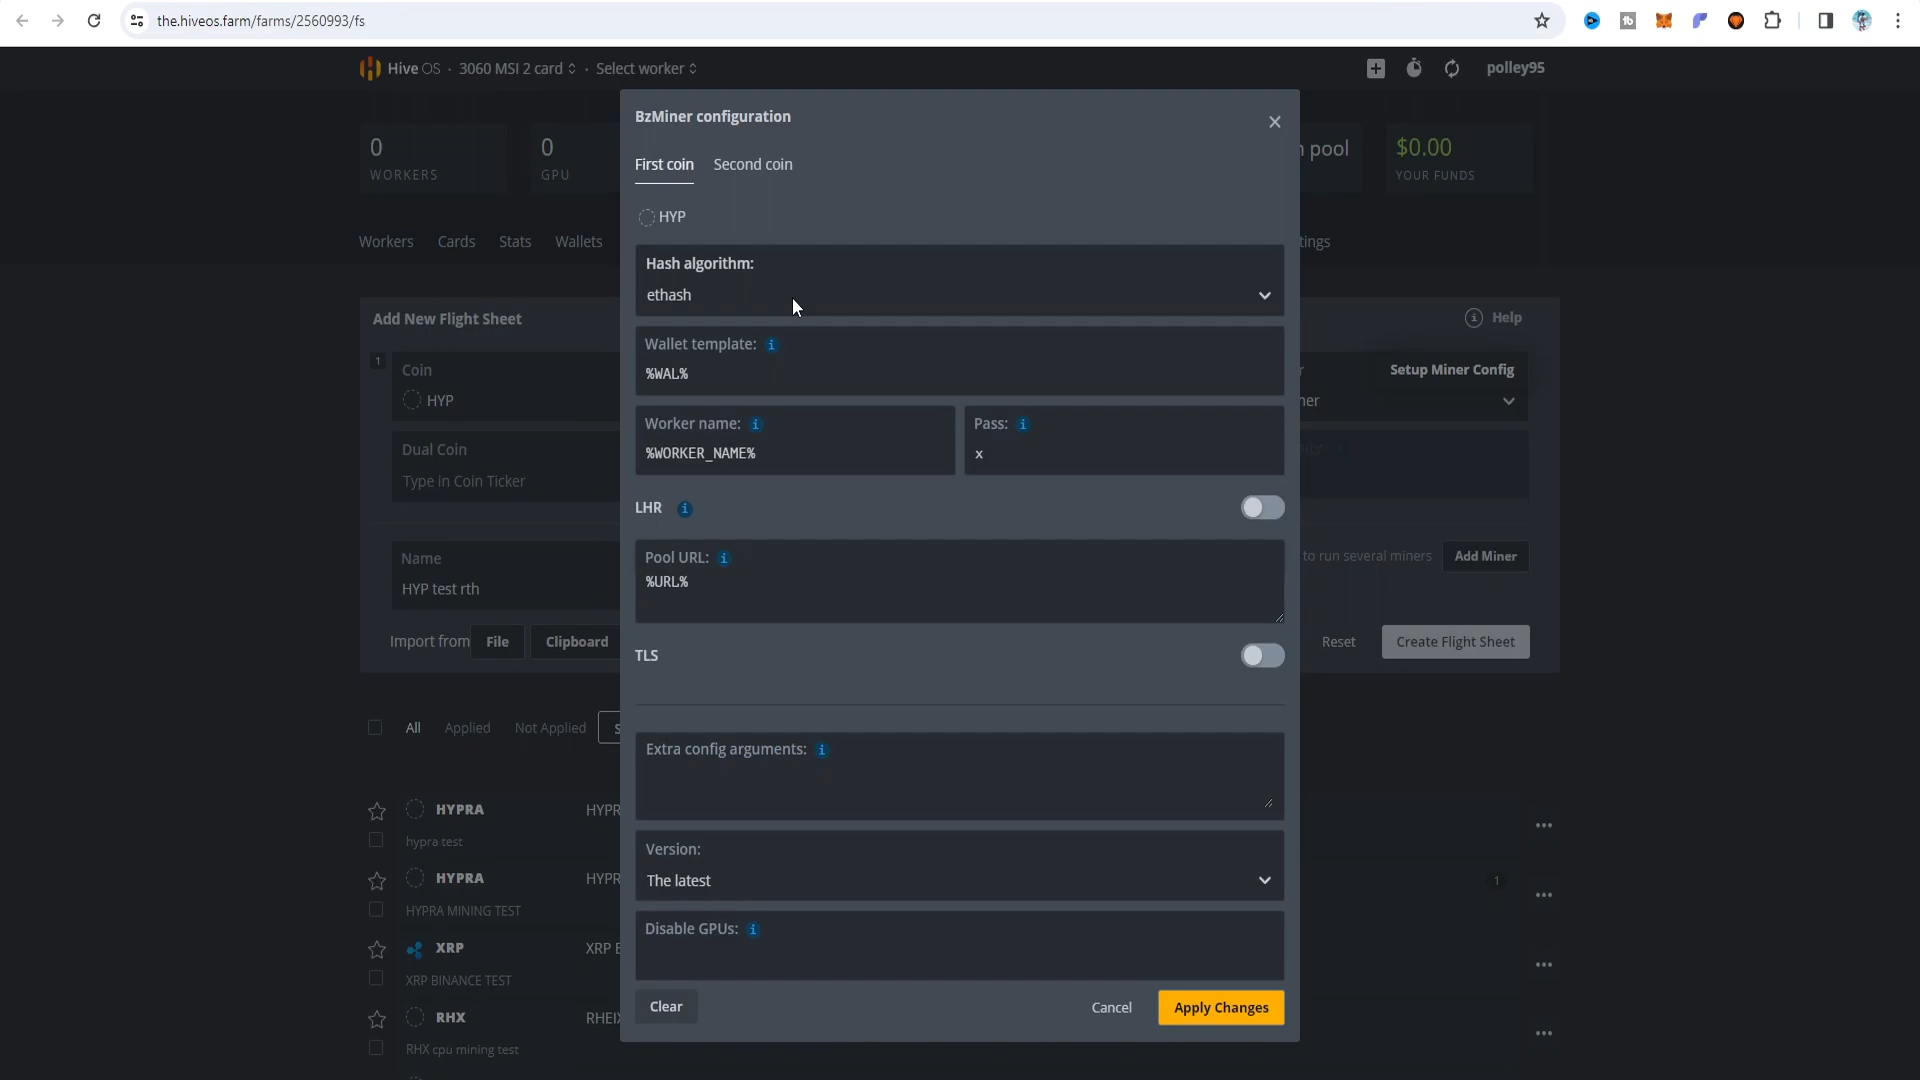 the.hiveos.farm/farms/2560993/fs
Hive OS · 3060 MSI 2 card · Select worker
polley95
BzMiner configuration
0
WORKERS
0
GPU
pool
$0.00
YOUR FUNDS
First coin
Second coin
HYP
Workers
Cards
Stats
Wallets
tings
Hash algorithm:
ethash
Add New Flight Sheet
Help
Wallet template:
%WAL%
1
Coin
HYP
Setup Miner Config
ner
Worker name:
%WORKER_NAME%
Pass:
x
Dual Coin
Type in Coin Ticker
LHR
Pool URL:
%URL%
Name
HYP test rth
to run several miners
Add Miner
Import from
File
Clipboard
Reset
Create Flight Sheet
TLS
All
Applied
Not Applied
S
Extra config arguments:
HYPRA
HYPR
hypra test
Version:
The latest
HYPRA
HYPR
1
HYPRA MINING TEST
Disable GPUs:
XRP
XRP E
XRP BINANCE TEST
Clear
Cancel
Apply Changes
RHX
RHEIX
RHX cpu mining test